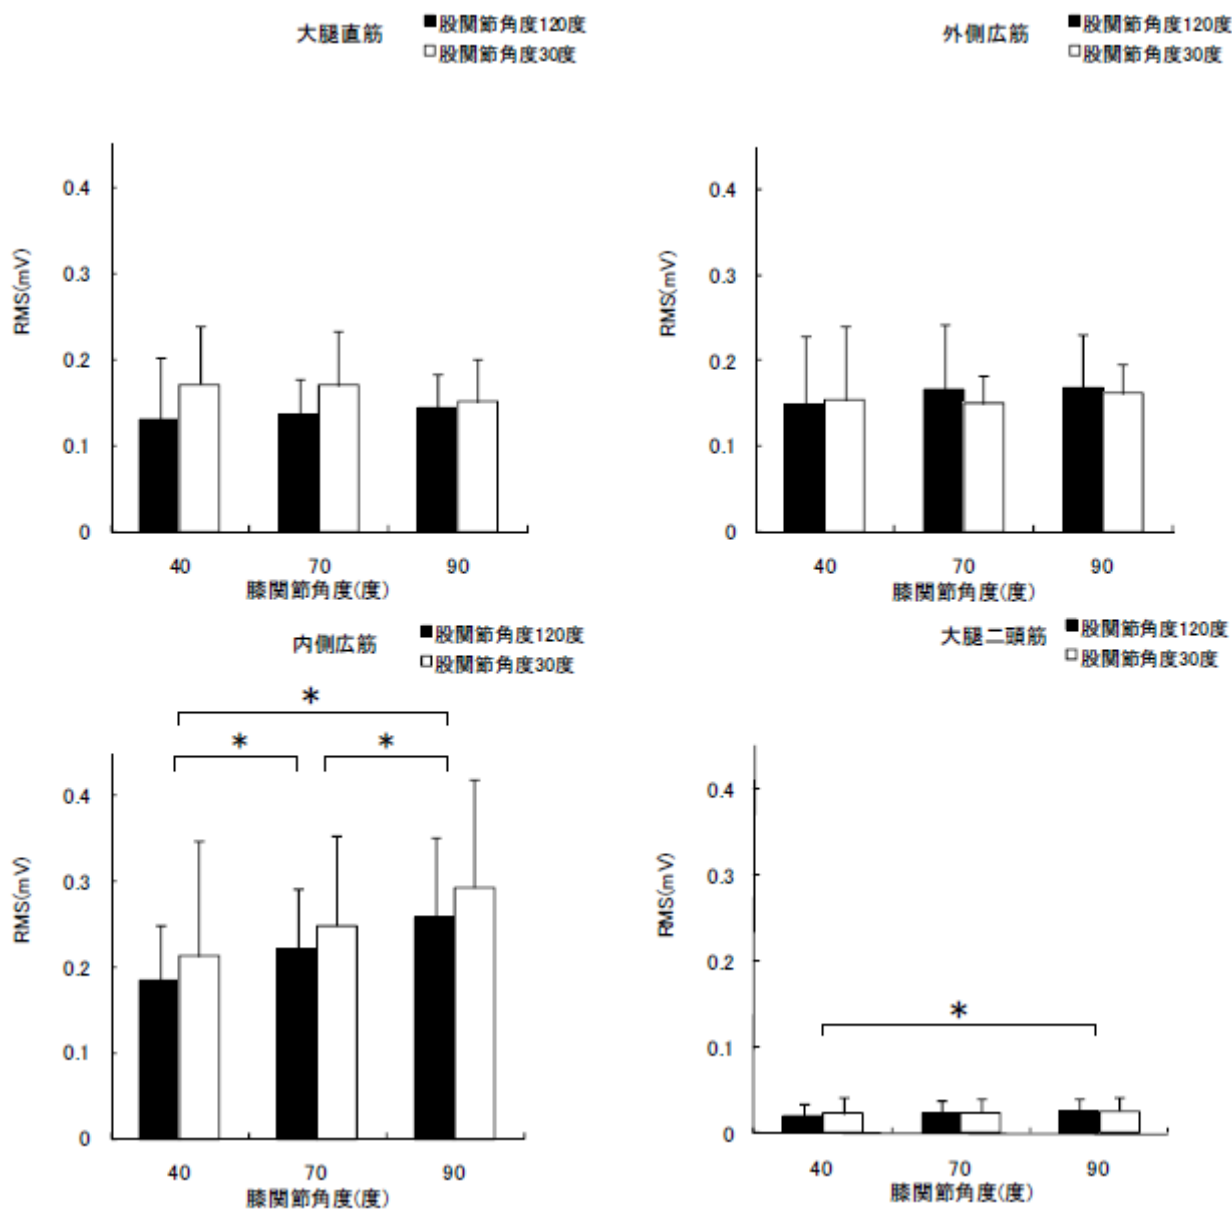 大腿直筋
■股関節角度120度
□股関節角度30度
RMS(mV)
0.4
0.3
0.2
0.1
0
40 70 90
膝関節角度(度)
外側広筋
■股関節角度120度
□股関節角度30度
RMS(mV)
0.4
0.3
0.2
0.1
0
40 70 90
膝関節角度(度)
内側広筋
■股関節角度120度
□股関節角度30度
*
* *
RMS(mV)
0.4
0.3
0.2
0.1
0
40 70 90
膝関節角度(度)
大腿二頭筋
■股関節角度120度
□股関節角度30度
RMS(mV)
0.4
0.3
0.2
0.1
0
*
40 70 90
膝関節角度(度)